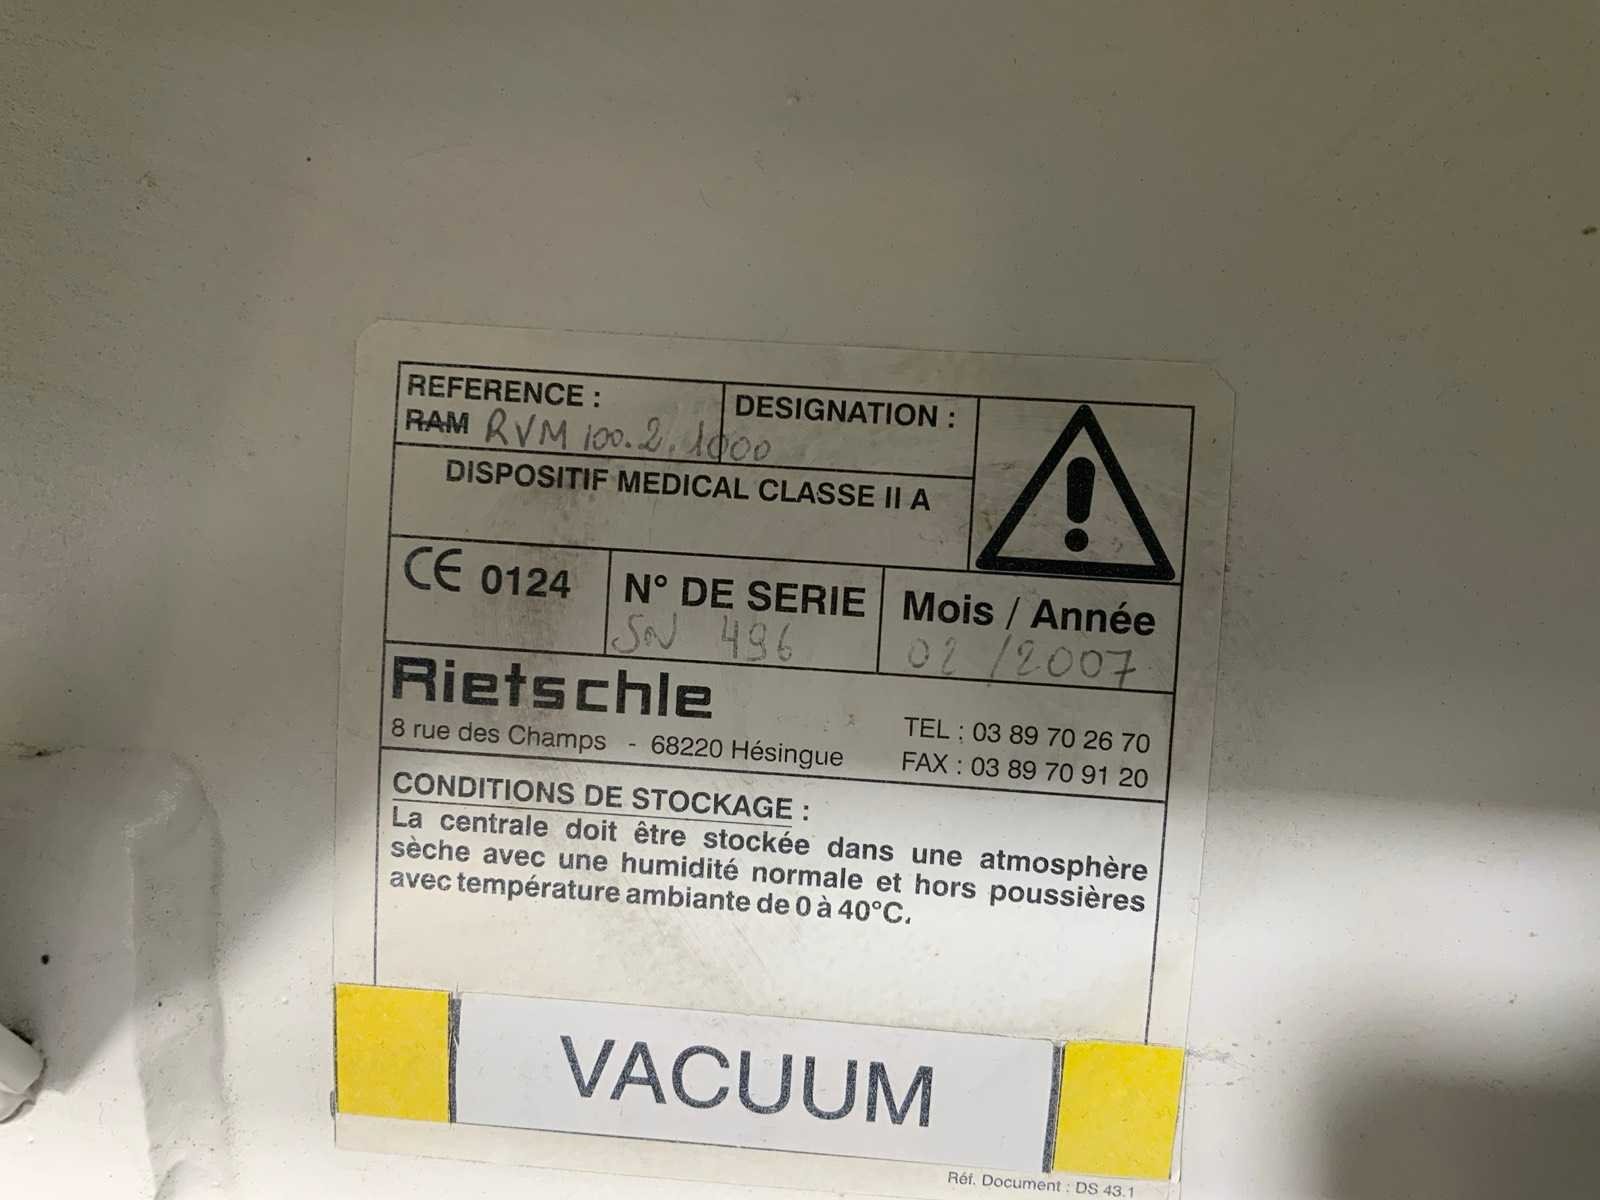 REFERENCE :
RAM RVM 100.2.1000
DESIGNATION :
DISPOSITIF MEDICAL CLASSE II A
CE 0124
N° DE SERIE
SN 496
Mois / Année
02 / 2007
Rietschle
8 rue des Champs - 68220 Hésingue
TEL : 03 89 70 26 70
FAX : 03 89 70 91 20
CONDITIONS DE STOCKAGE :
La centrale doit être stockée dans une atmosphère
sèche avec une humidité normale et hors poussières
avec température ambiante de 0 à 40°C.
VACUUM
Réf. Document : DS 43.1